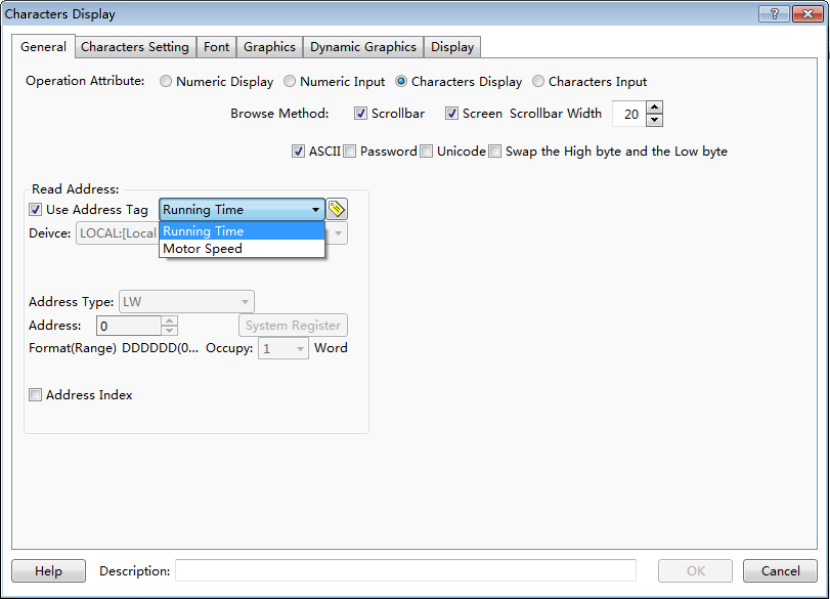 Characters Display
General Characters Setting Font Graphics Dynamic Graphics Display
Operation Attribute: Numeric Display Numeric Input Characters Display Characters Input
Browse Method: Scrollbar Screen Scrollbar Width 20
ASCII Password Unicode Swap the High byte and the Low byte
Read Address:
Use Address Tag Running Time
Deivce: LOCAL:[Local
Running Time
Motor Speed
Address Type: LW
Address: 0 System Register
Format(Range) DDDDDD(0... Occupy: 1 Word
Address Index
Help Description: OK Cancel